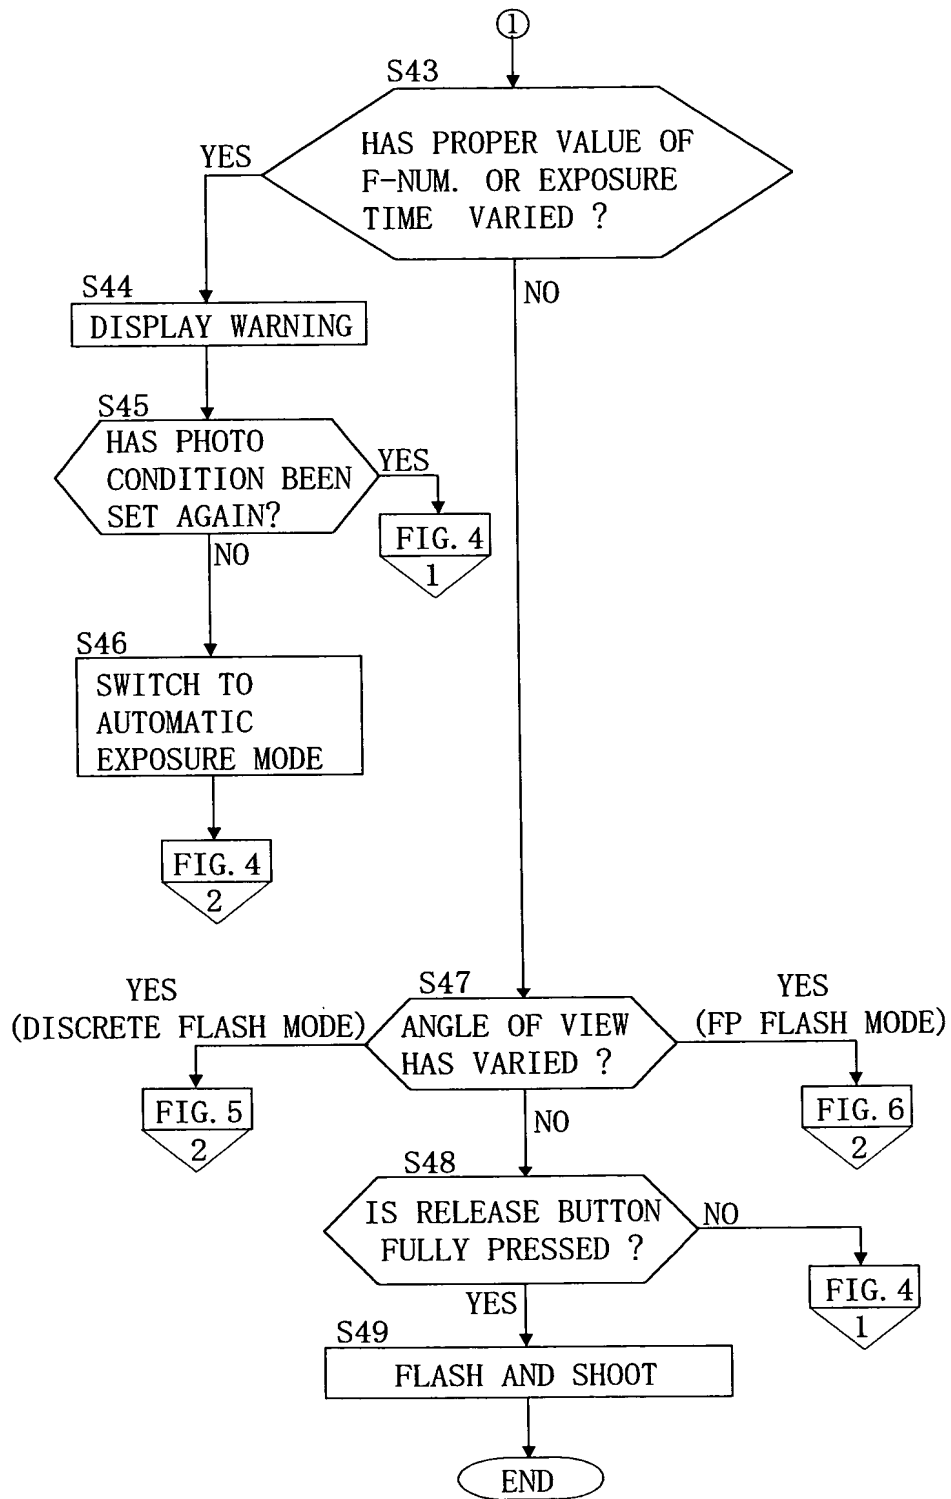 1
S43
HAS PROPER VALUE OF
F-NUM. OR EXPOSURE
TIME VARIED ?
YES
NO
S44
DISPLAY WARNING
S45
HAS PHOTO
CONDITION BEEN
SET AGAIN?
YES
FIG. 4
1
NO
S46
SWITCH TO
AUTOMATIC
EXPOSURE MODE
FIG. 4
2
S47
ANGLE OF VIEW
HAS VARIED ?
YES
(DISCRETE FLASH MODE)
FIG. 5
2
YES
(FP FLASH MODE)
FIG. 6
2
NO
S48
IS RELEASE BUTTON
FULLY PRESSED ?
NO
FIG. 4
1
YES
S49
FLASH AND SHOOT
END